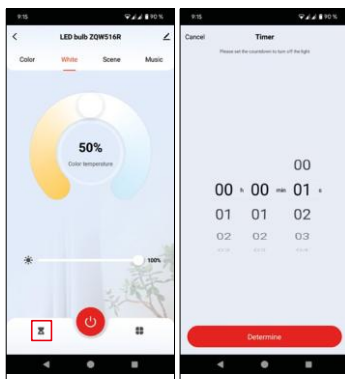 9:15
90 %
LED bulb ZQW516R
Color White Scene Music
50%
Color temperature
100%
9:15
90 %
Cancel Timer
Please set the countdown to turn off the light
00
00 h 00 min 01 s
01 01 02
02 02 03
Determine